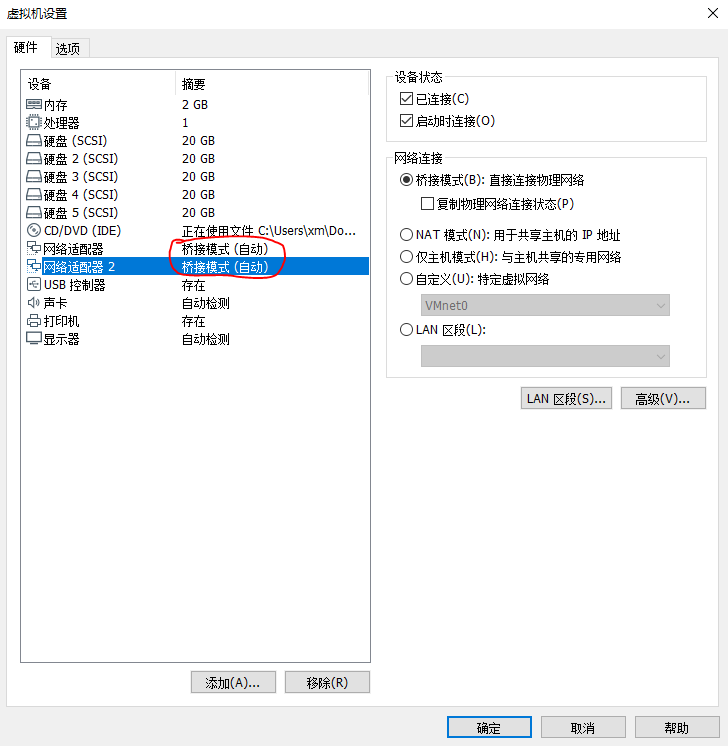 虚拟机设置
硬件 选项
设备 摘要
内存 2 GB
处理器 1
硬盘 (SCSI) 20 GB
硬盘 2 (SCSI) 20 GB
硬盘 3 (SCSI) 20 GB
硬盘 4 (SCSI) 20 GB
硬盘 5 (SCSI) 20 GB
CD/DVD (IDE) 正在使用文件 C:\Users\xm\Do...
网络适配器 桥接模式 (自动)
网络适配器 2 桥接模式 (自动)
USB 控制器 存在
声卡 自动检测
打印机 存在
显示器 自动检测
添加(A)... 移除(R)
设备状态
已连接(C)
启动时连接(O)
网络连接
桥接模式(B): 直接连接物理网络
复制物理网络连接状态(P)
NAT 模式(N): 用于共享主机的 IP 地址
仅主机模式(H): 与主机共享的专用网络
自定义(U): 特定虚拟网络
VMnet0
LAN 区段(L):
LAN 区段(S)... 高级(V)...
确定 取消 帮助